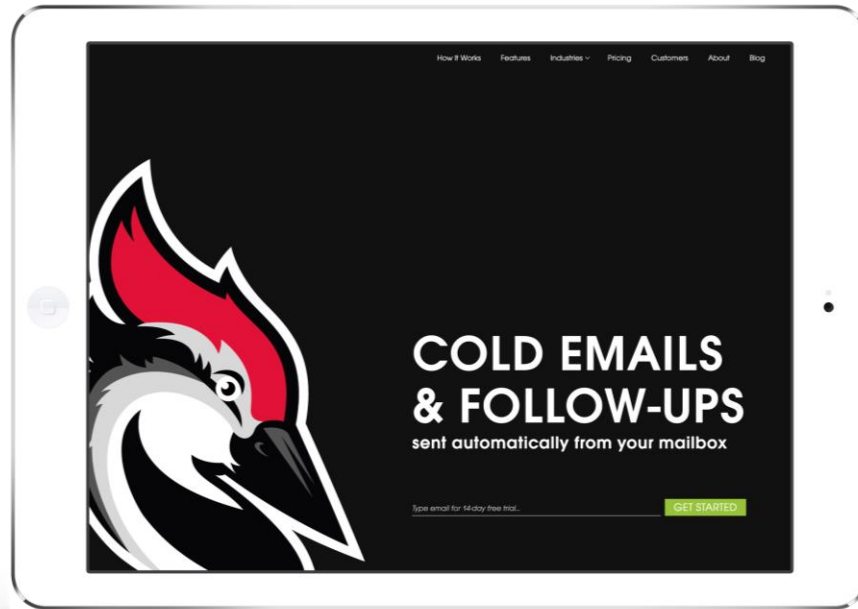 How It Works Features Industries Pricing Customers About Blog
COLD EMAILS
& FOLLOW-UPS
sent automatically from your mailbox
Type email for 14-day free trial... GET STARTED